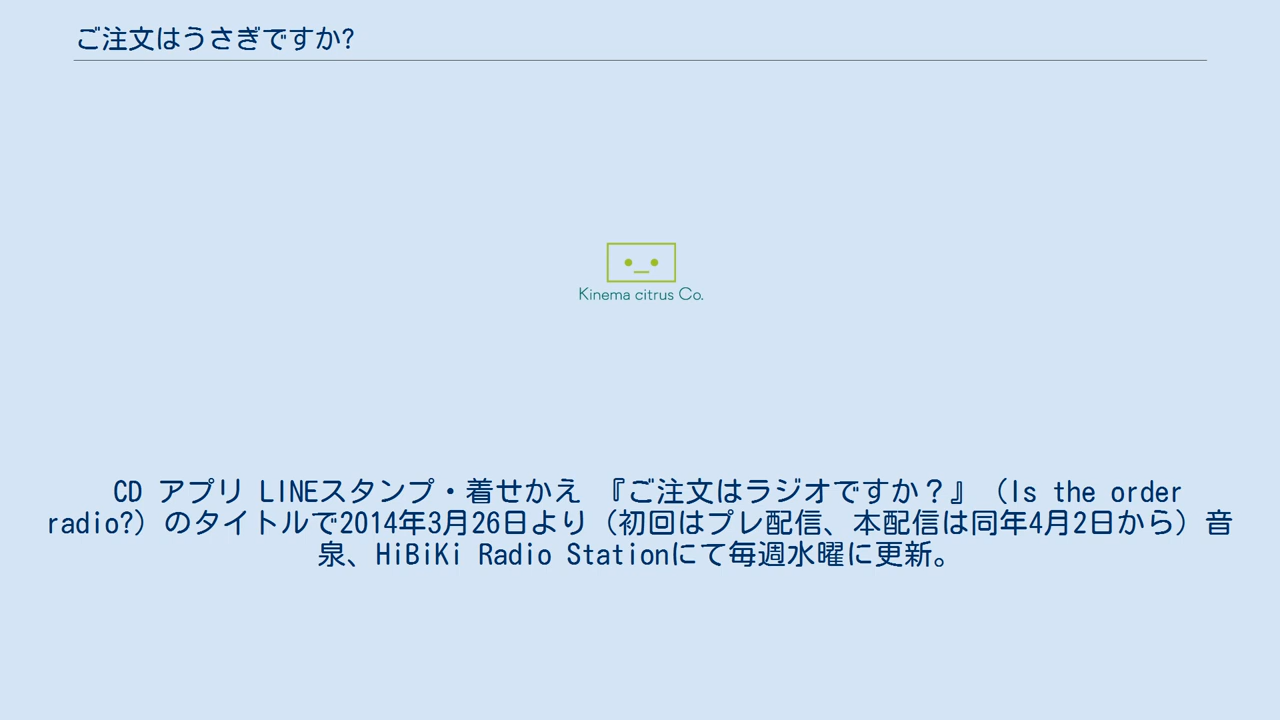 ご注文はうさぎですか?
Kinema citrus Co.
CD アプリ LINEスタンプ・着せかえ 『ご注文はラジオですか？』（Is the order
radio?）のタイトルで2014年3月26日より（初回はプレ配信、本配信は同年4月2日から）音
泉、HiBiKi Radio Stationにて毎週水曜に更新。